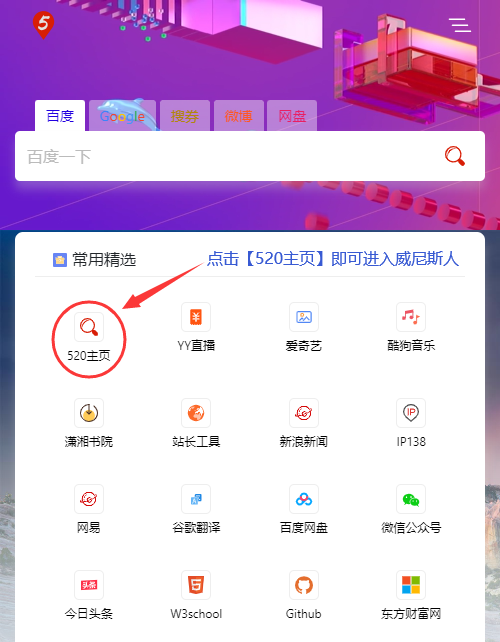 5
百度 Google 搜券 微博 网盘
百度一下
常用精选
点击【520主页】即可进入威尼斯人
520主页 YY直播 爱奇艺 酷狗音乐
潇湘书院 站长工具 新浪新闻 IP138
网易 谷歌翻译 百度网盘 微信公众号
头条
今日头条 W3school Github 东方财富网